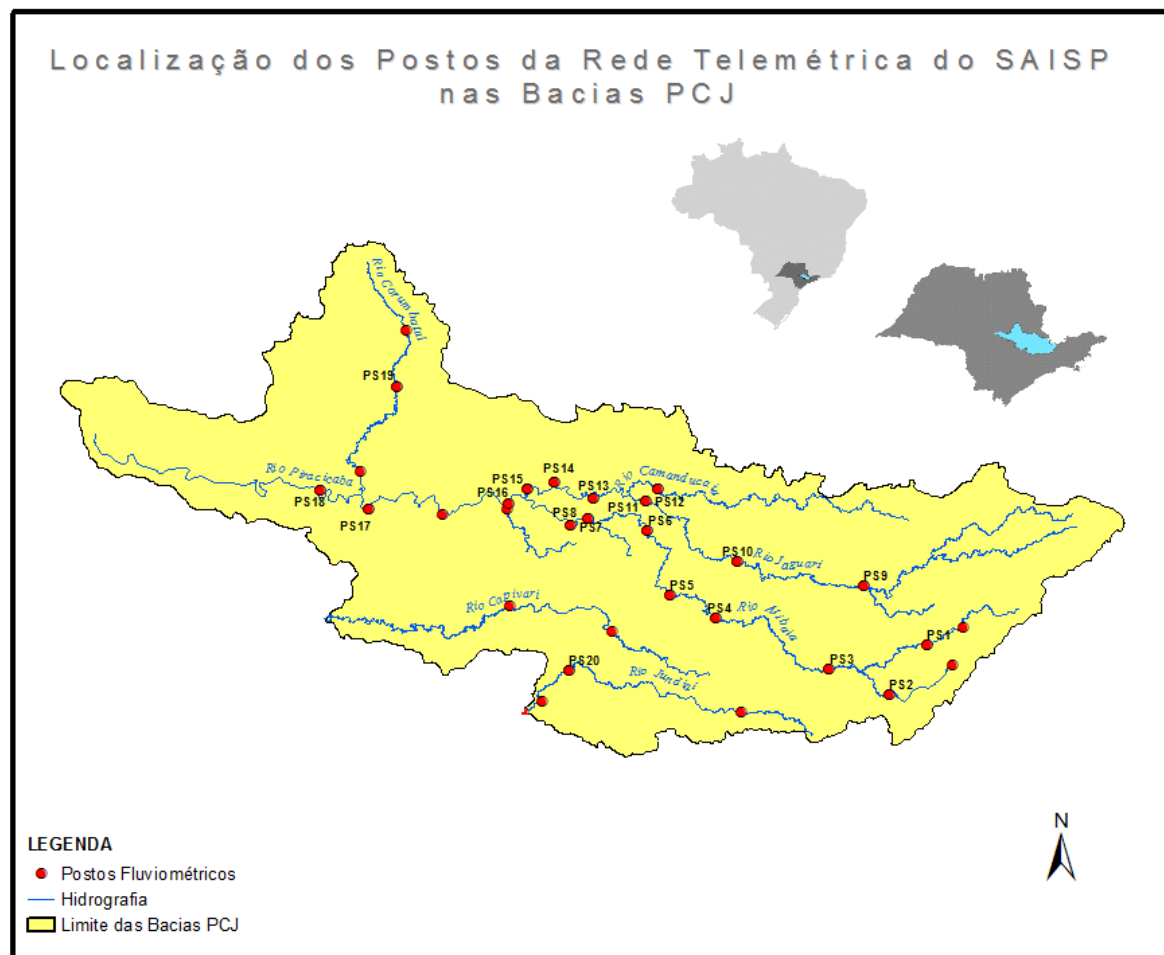 Localização dos Postos da Rede Telemétrica do SAISP
nas Bacias PCJ
Rio Corumbataí
PS19
Rio Piracicaba
PS18
PS17
PS16
PS15
PS14
PS13
Rio Camanducaia
PS12
PS11
PS8
PS7
PS6
PS10
Rio Jaguari
PS9
PS5
PS4
Rio Atibaia
PS3
PS1
PS2
Rio Capivari
PS20
Rio Jundiaí
N
LEGENDA
Postos Fluviométricos
Hidrografia
Limite das Bacias PCJ